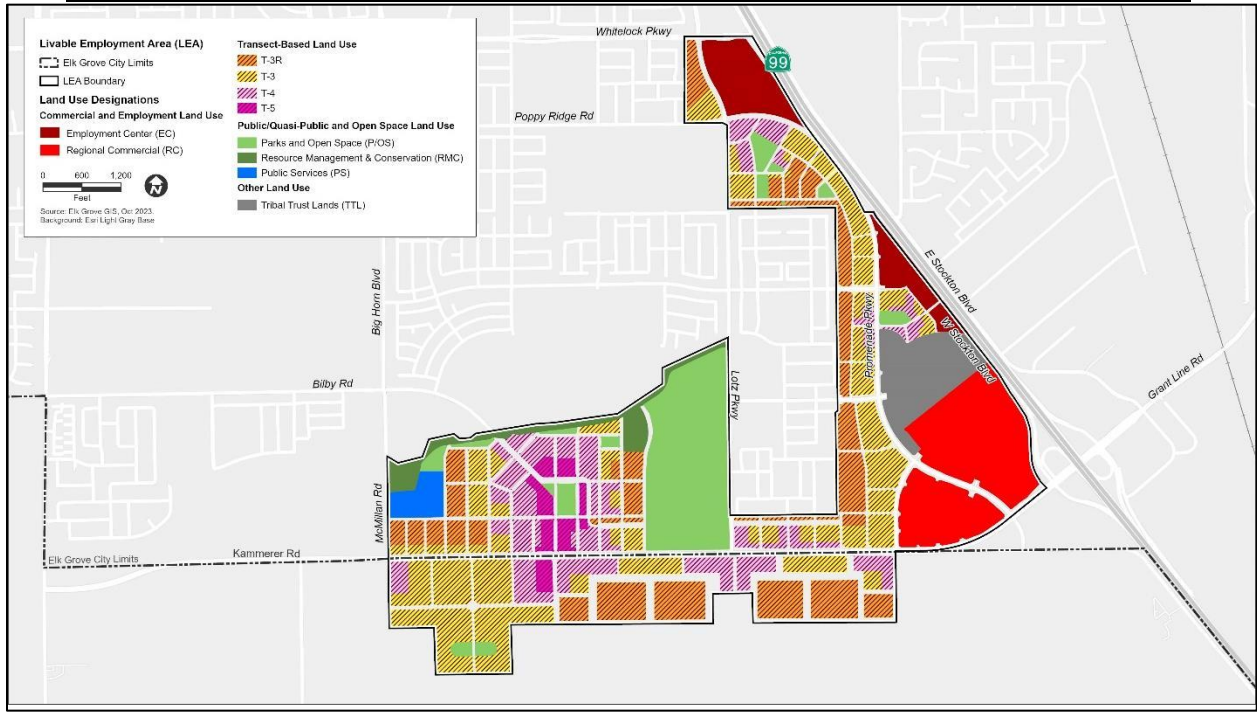 Livable Employment Area (LEA)
Elk Grove City Limits
LEA Boundary
Land Use Designations
Commercial and Employment Land Use
Employment Center (EC)
Regional Commercial (RC)
0 600 1,200
Feet
N
Source: Elk Grove GIS, Oct 2023
Background: Esri Light Gray Base
Transect-Based Land Use
T-3R
T-3
T-4
T-5
Public/Quasi-Public and Open Space Land Use
Parks and Open Space (P/OS)
Resource Management & Conservation (RMC)
Public Services (PS)
Other Land Use
Tribal Trust Lands (TTL)
Whitelock Pkwy
99
Poppy Ridge Rd
Big Horn Blvd
E Stockton Blvd
Promenade Pkwy
W Stockton Blvd
Lotz Pkwy
Grant Line Rd
Bilby Rd
McMillan Rd
Kammerer Rd
Elk Grove City Limits